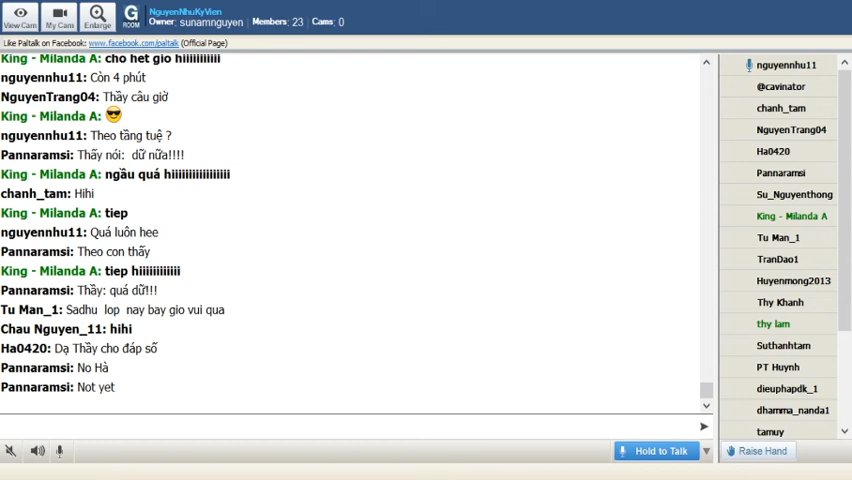 NguyenNhuKyVien
G
ROOM
Owner: sunamnguyen Members: 23 Cams: 0
View Cam
My Cam
Enlarge
Like Paltalk on Facebook: www.facebook.com/paltalk (Official Page)
King - Milanda A: cho het gio hiiiiiiiiiii
nguyennhu11: Còn 4 phút
NguyenTrang04: Thầy câu giờ
King - Milanda A:
nguyennhu11: Theo tầng tuệ ?
Pannaramsi: Thấy nói: dữ nữa!!!!
King - Milanda A: ngầu quá hiiiiiiiiiiiiiiiii
chanh_tam: Hihi
King - Milanda A: tiep
nguyennhu11: Quá luôn hee
Pannaramsi: Theo con thấy
King - Milanda A: tiep hiiiiiiiiiiii
Pannaramsi: Thầy: quá dữ!!!
Tu Man_1: Sadhu lop nay bay gio vui qua
Chau Nguyen_11: hihi
Ha0420: Dạ Thầy cho đáp số
Pannaramsi: No Hà
Pannaramsi: Not yet
nguyennhu11
@cavinator
chanh_tam
NguyenTrang04
Ha0420
Pannaramsi
Su_Nguyenthong
King - Milanda A
Tu Man_1
TranDao1
Huyenmong2013
Thy Khanh
thy lam
Suthanhtam
PT Huynh
dieuphapdk_1
dhamma_nanda1
tamuy
Hold to Talk
Raise Hand